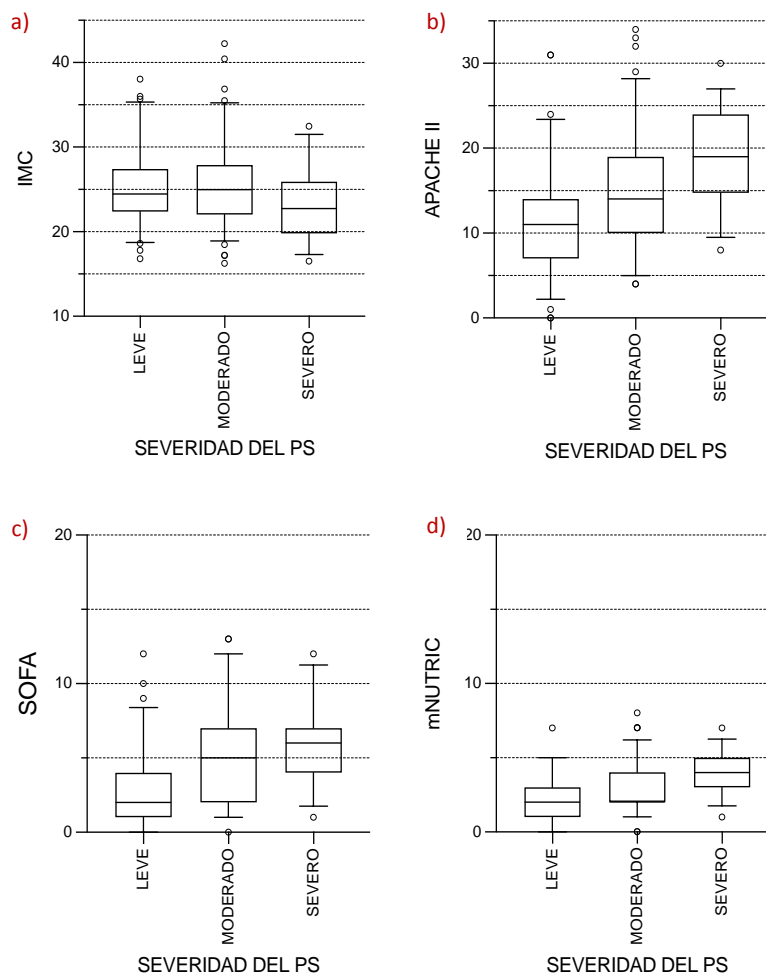 a)
45
40
30
20
10
IMC
LEVE
MODERADO
SEVERO
SEVERIDAD DEL PS
b)
30
20
10
0
APACHE II
LEVE
MODERADO
SEVERO
SEVERIDAD DEL PS
c)
20
10
0
SOFA
LEVE
MODERADO
SEVERO
SEVERIDAD DEL PS
d)
20
10
0
mNUTRIC
LEVE
MODERADO
SEVERO
SEVERIDAD DEL PS